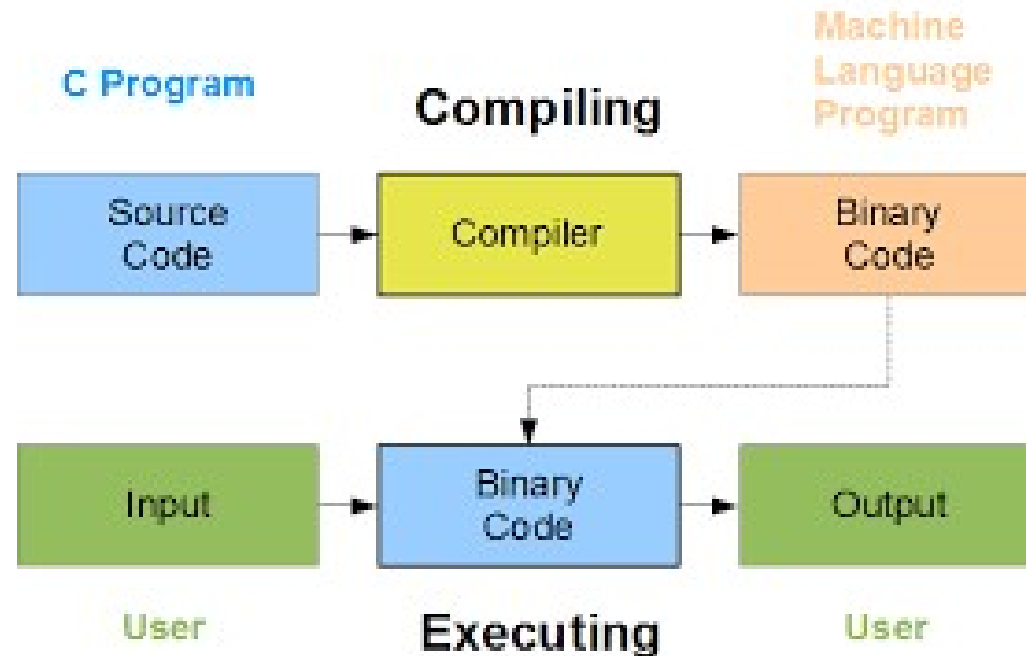 C Program
Compiling
Machine
Language
Program
Source
Code
Compiler
Binary
Code
Input
Binary
Code
Output
User
Executing
User